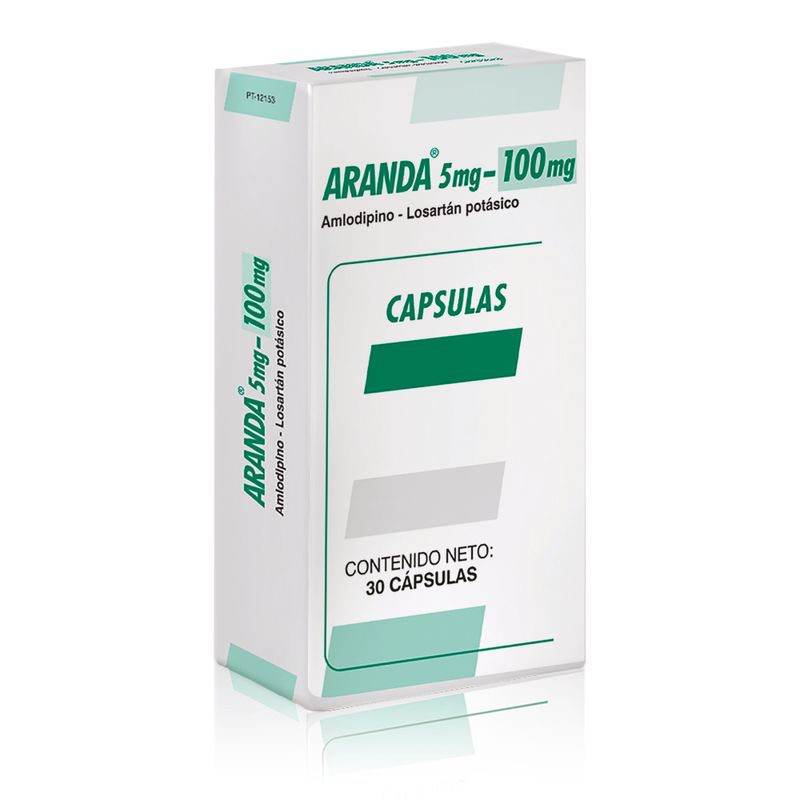 PT-12153
ARANDA® 5mg-100mg
Amlodipino - Losartán potásico
CAPSULAS
CONTENIDO NETO:
30 CÁPSULAS
ARANDA® 5mg-100mg
Amlodipino - Losartán potásico